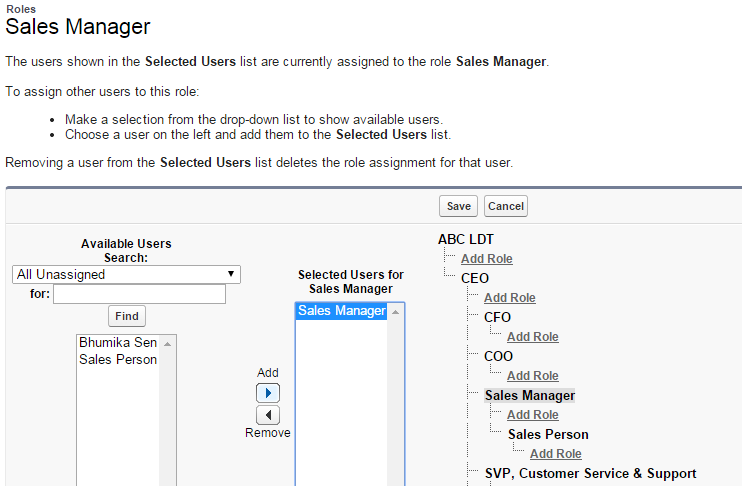 Roles
Sales Manager
The users shown in the Selected Users list are currently assigned to the role Sales Manager.
To assign other users to this role:
• Make a selection from the drop-down list to show available users.
• Choose a user on the left and add them to the Selected Users list.
Removing a user from the Selected Users list deletes the role assignment for that user.
Save Cancel
Available Users
Search:
All Unassigned
for:
Find
Bhumika Sen
Sales Person
Add
Remove
Selected Users for
Sales Manager
Sales Manager
ABC LDT
Add Role
CEO
Add Role
CFO
Add Role
COO
Add Role
Sales Manager
Add Role
Sales Person
Add Role
SVP, Customer Service & Support